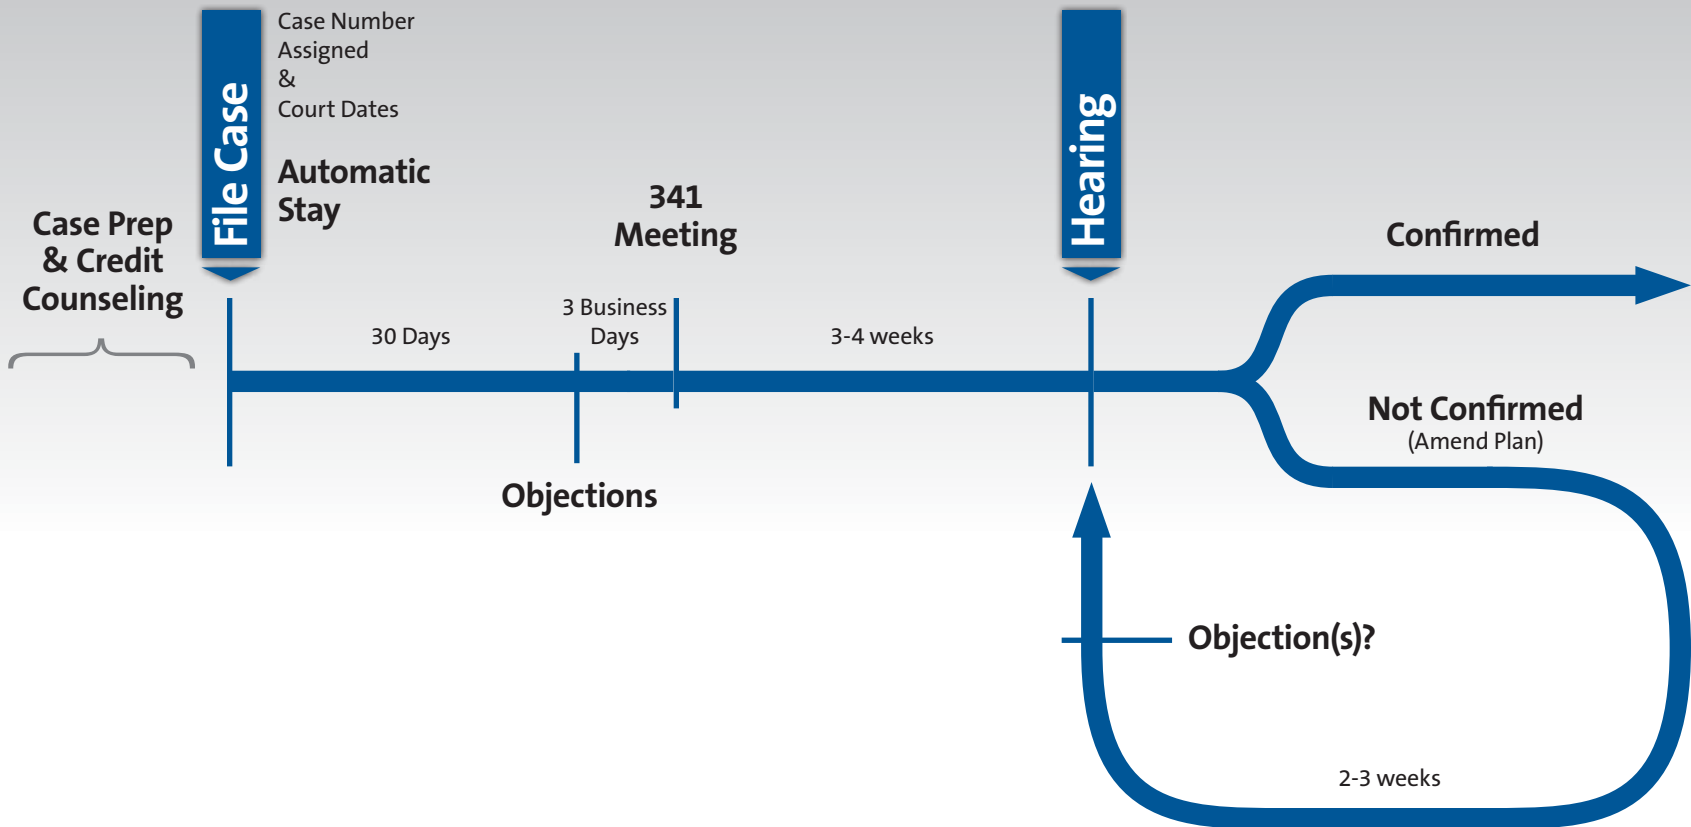 Case Prep
& Credit
Counseling
File Case
Case Number
Assigned
&
Court Dates
Automatic
Stay
30 Days
3 Business
Days
Objections
341
Meeting
3-4 weeks
Hearing
Confirmed
Not Confirmed
(Amend Plan)
2-3 weeks
Objection(s)?